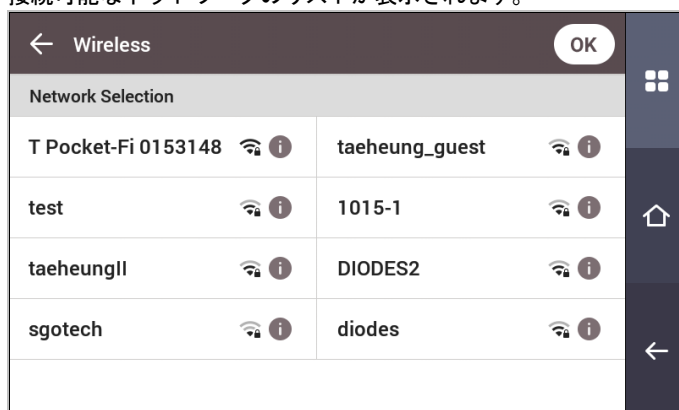 接続可能なネットワークのリストが表示されます。
Wireless
OK
Network Selection
T Pocket-Fi 0153148
taeheung_guest
test
1015-1
taeheungII
DIODES2
sgotech
diodes